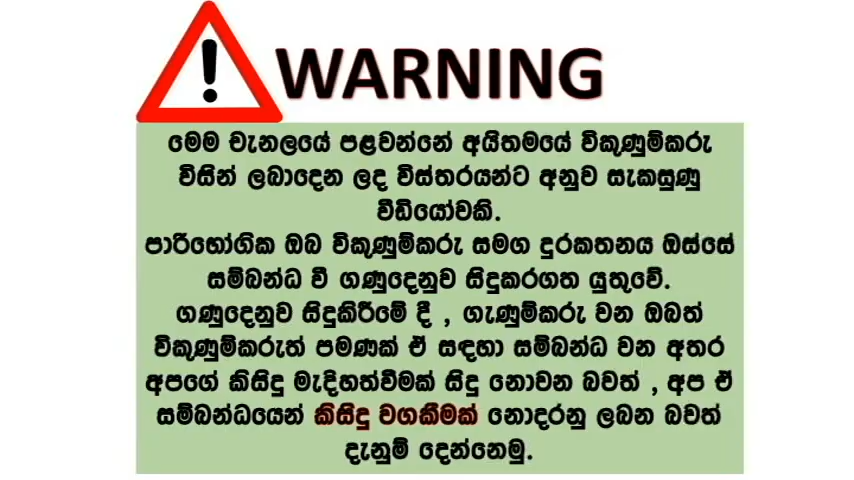 WARNING
මෙම චැනලයේ පළවන්නේ අයිතමයේ විකුණුම්කරු
විසින් ලබාදෙන ලද විස්තරයන්ට අනුව සැකසුණු
වීඩියෝවකි.
පාරිභෝගික ඔබ විකුණුම්කරු සමග දුරකතනය ඔස්සේ
සම්බන්ධ වී ගණුදෙනුව සිදුකරගත යුතුවේ.
ගණුදෙනුව සිදුකිරීමේ දී , ගැණුම්කරු වන ඔබත්
විකුණුම්කරුත් පමණක් ඒ සඳහා සම්බන්ධ වන අතර
අපගේ කිසිදු මැදිහත්වීමක් සිදු නොවන බවත් , අප ඒ
සම්බන්ධයෙන් කිසිදු වගකීමක් නොදරනු ලබන බවත්
දැනුම් දෙන්නෙමු.